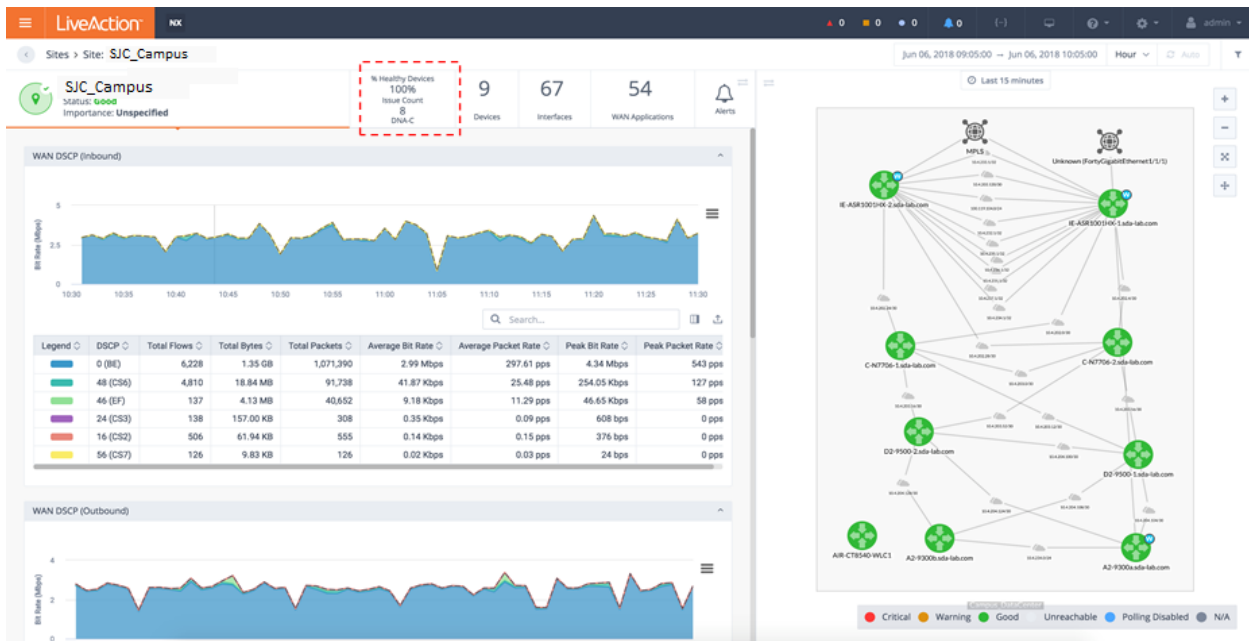 LiveAction
NX
0
0
0
0
admin
Sites > Site: SJC_Campus
Jun 06, 2018 09:05:00 → Jun 06, 2018 10:05:00
Hour
Auto
SJC_Campus
Status: Good
Importance: Unspecified
% Healthy Devices
100%
Issue Count
8
DNA-C
9
Devices
67
Interfaces
54
WAN Applications
Alerts
Last 15 minutes
WAN DSCP (Inbound)
Bit Rate (Mbps)
5
2.5
0
10:30 10:35 10:40 10:45 10:50 10:55 11:00 11:05 11:10 11:15 11:20 11:25 11:30
Search...
Legend DSCP Total Flows Total Bytes Total Packets Average Bit Rate Average Packet Rate Peak Bit Rate Peak Packet Rate
0 (BE) 6,228 1.35 GB 1,071,390 2.99 Mbps 297.61 pps 4.34 Mbps 543 pps
48 (CS6) 4,810 18.84 MB 91,738 41.87 Kbps 25.48 pps 254.05 Kbps 127 pps
46 (EF) 137 4.13 MB 40,652 9.18 Kbps 11.29 pps 46.65 Kbps 58 pps
24 (CS3) 138 157.00 KB 308 0.35 Kbps 0.09 pps 608 bps 0 pps
16 (CS2) 506 61.94 KB 555 0.14 Kbps 0.15 pps 376 bps 0 pps
56 (CS7) 126 9.83 KB 126 0.02 Kbps 0.03 pps 24 bps 0 pps
WAN DSCP (Outbound)
Bit Rate (Mbps)
4
2
0
MPLS
Unknown (FortyGigabitEthernet1/1/1)
IE-ASR1001HX-2.sda-lab.com
IE-ASR1001HX-1.sda-lab.com
C-N7706-1.sda-lab.com
C-N7706-2.sda-lab.com
D2-9500-2.sda-lab.com
D2-9500-1.sda-lab.com
AIR-CT8540-WLC1
A2-9300b.sda-lab.com
A2-9300a.sda-lab.com
Campus_DataCenter
Critical Warning Good Unreachable Polling Disabled N/A